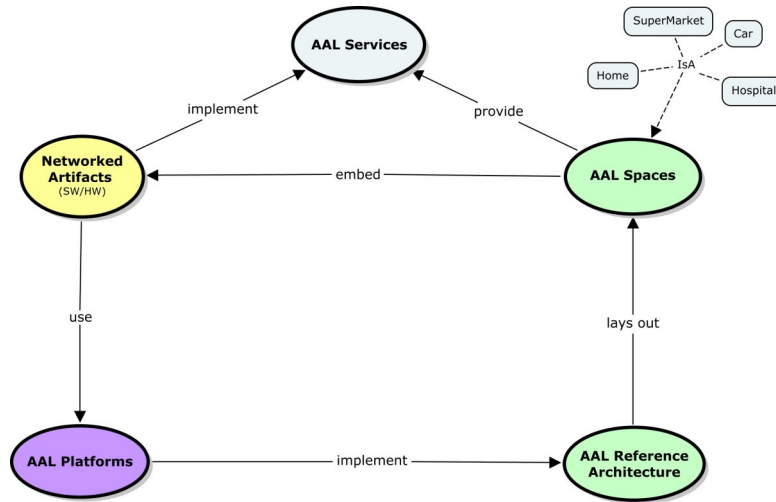 SuperMarket
Car
AAL Services
IsA
Home
Hospital
implement
provide
Networked
Artifacts
(SW/HW)
embed
AAL Spaces
use
lays out
AAL Platforms
implement
AAL Reference
Architecture